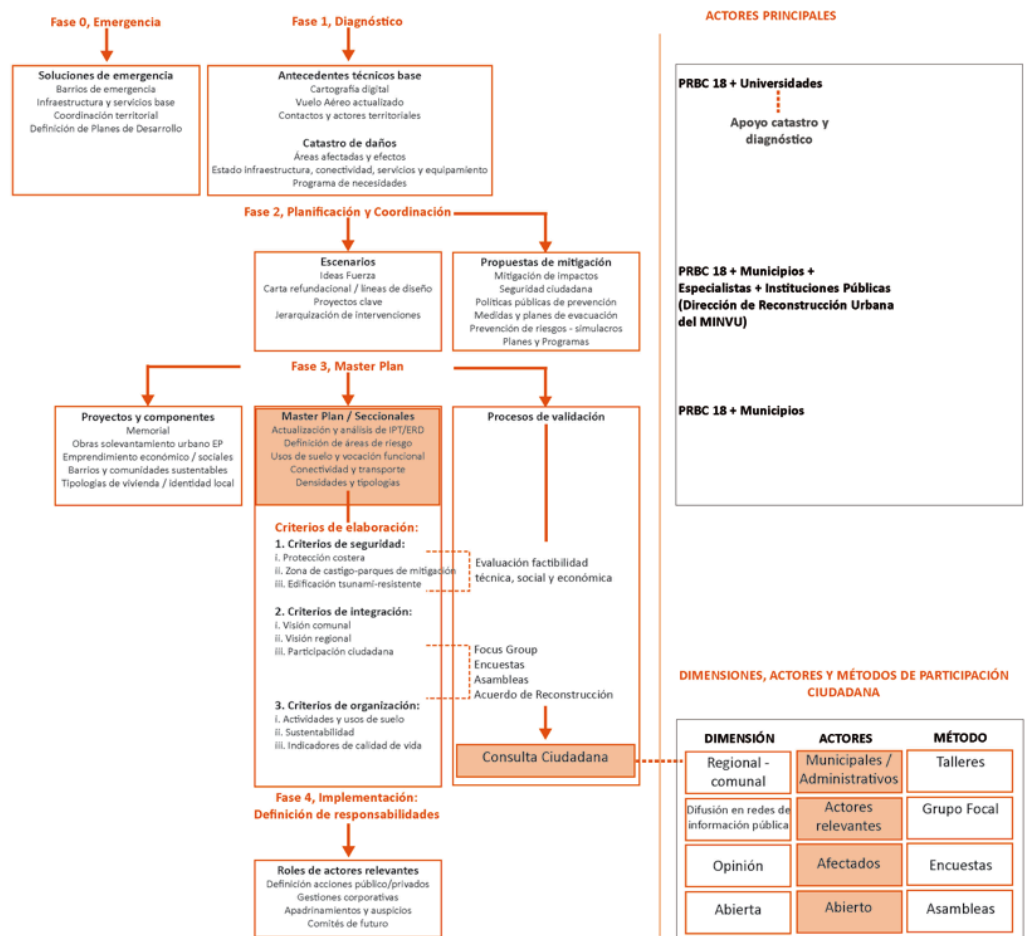 Fase 0, Emergencia
Soluciones de emergencia
Barrios de emergencia
Infraestructura y servicios base
Coordinación territorial
Definición de Planes de Desarrollo
Fase 1, Diagnóstico
Antecedentes técnicos base
Cartografía digital
Vuelo Aéreo actualizado
Contactos y actores territoriales
Catastro de daños
Áreas afectadas y efectos
Estado infraestructura, conectividad, servicios y equipamiento
Programa de necesidades
Fase 2, Planificación y Coordinación
Escenarios
Ideas Fuerza
Carta refundacional / líneas de diseño
Proyectos clave
Jerarquización de intervenciones
Propuestas de mitigación
Mitigación de impactos
Seguridad ciudadana
Políticas públicas de prevención
Medidas y planes de evacuación
Prevención de riesgos - simulacros
Planes y Programas
Fase 3, Master Plan
Proyectos y componentes
Memorial
Obras solevantamiento urbano EP
Emprendimiento económico / sociales
Barrios y comunidades sustentables
Tipologías de vivienda / identidad local
Master Plan / Seccionales
Actualización y análisis de IPT/ERD
Definición de áreas de riesgo
Usos de suelo y vocación funcional
Conectividad y transporte
Densidades y tipologías
Criterios de elaboración:
1. Criterios de seguridad:
i. Protección costera
ii. Zona de castigo-parques de mitigación
iii. Edificación tsunami-resistente
2. Criterios de integración:
i. Visión comunal
ii. Visión regional
iii. Participación ciudadana
3. Criterios de organización:
i. Actividades y usos de suelo
ii. Sustentabilidad
iii. Indicadores de calidad de vida
Procesos de validación
Evaluación factibilidad
técnica, social y económica
Focus Group
Encuestas
Asambleas
Acuerdo de Reconstrucción
Consulta Ciudadana
Fase 4, Implementación:
Definición de responsabilidades
Roles de actores relevantes
Definición acciones público/privados
Gestiones corporativas
Apadrinamientos y auspicios
Comités de futuro
ACTORES PRINCIPALES
PRBC 18 + Universidades
Apoyo catastro y
diagnóstico
PRBC 18 + Municipios +
Especialistas + Instituciones Públicas
(Dirección de Reconstrucción Urbana
del MINVU)
PRBC 18 + Municipios
DIMENSIONES, ACTORES Y MÉTODOS DE PARTICIPACIÓN
CIUDADANA
DIMENSIÓN ACTORES MÉTODO
Regional -
comunal
Municipales /
Administrativos
Talleres
Difusión en redes de
información pública
Actores
relevantes
Grupo Focal
Opinión Afectados Encuestas
Abierta Abierto Asambleas